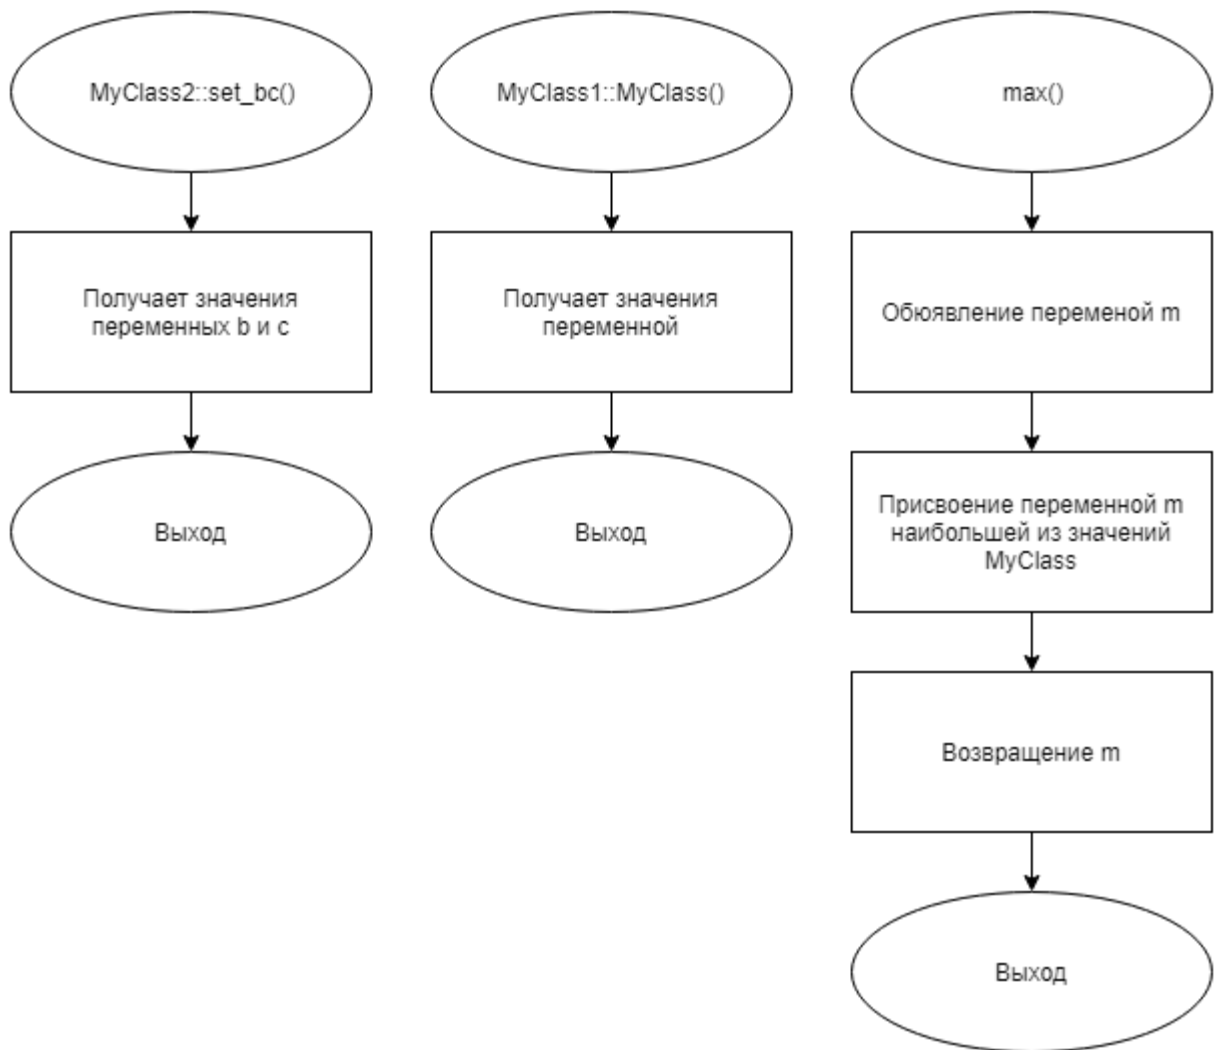 MyClass2::set_bc()
Получает значения
переменных b и c
Выход
MyClass1::MyClass()
Получает значения
переменной
Выход
max()
Обюявление переменой m
Присвоение переменной m
наибольшей из значений
MyClass
Возвращение m
Выход